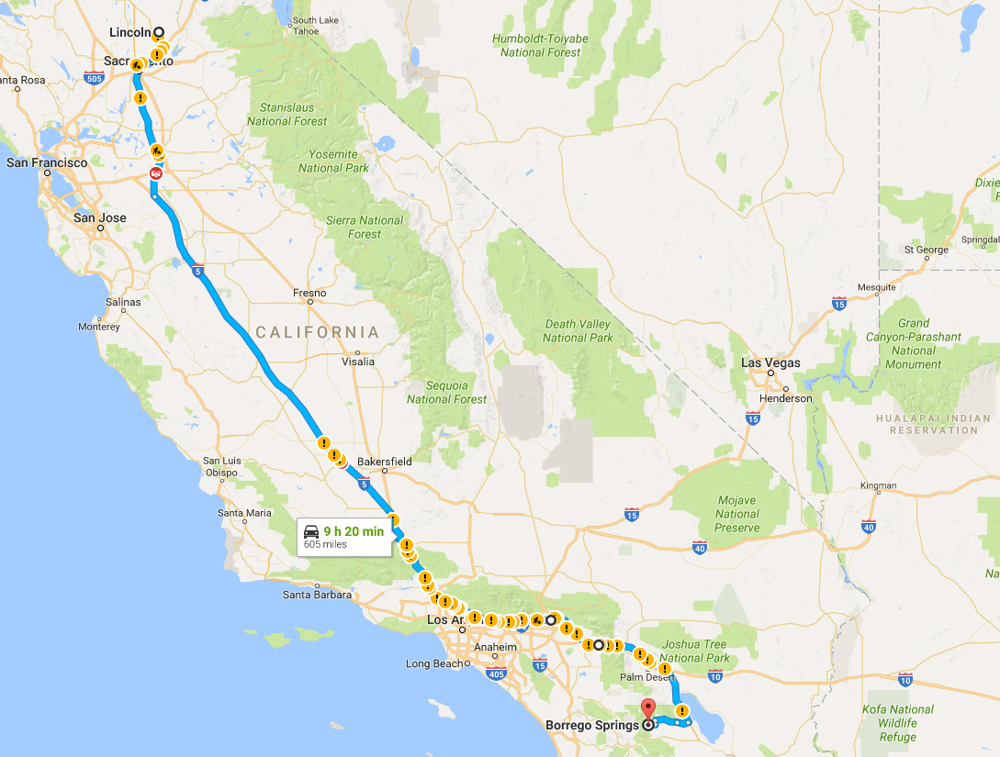 South Lake
Tahoe
Lincoln
Humboldt-Toiyabe
National Forest
Sacr
ento
505
anta Rosa
Stanislaus
National Forest
Yosemite
National Park
San Francisco
Dixie
San Jose
Sierra National
Forest
Springdal
St George
5
Mesquite
Salinas
Fresno
15
Monterey
CALIFORNIA
Death Valley
National Park
Grand
Canyon-Parashant
National
Monument
Visalia
Las Vegas
Sequoia
National Forest
Henderson
15
HUALAPAI INDIAN
RESERVATION
San Luis
Obispo
Bakersfield
5
Kingman
Mojave
National
Preserve
Santa Maria
15
40
9 h 20 min
605 miles
40
Na
Santa Barbara
Los An
Joshua Tree
National Park
Anaheim
Long Beach
15
405
Palm Desert
10
10
Borrego Springs
Kofa National
Wildlife
Refuge